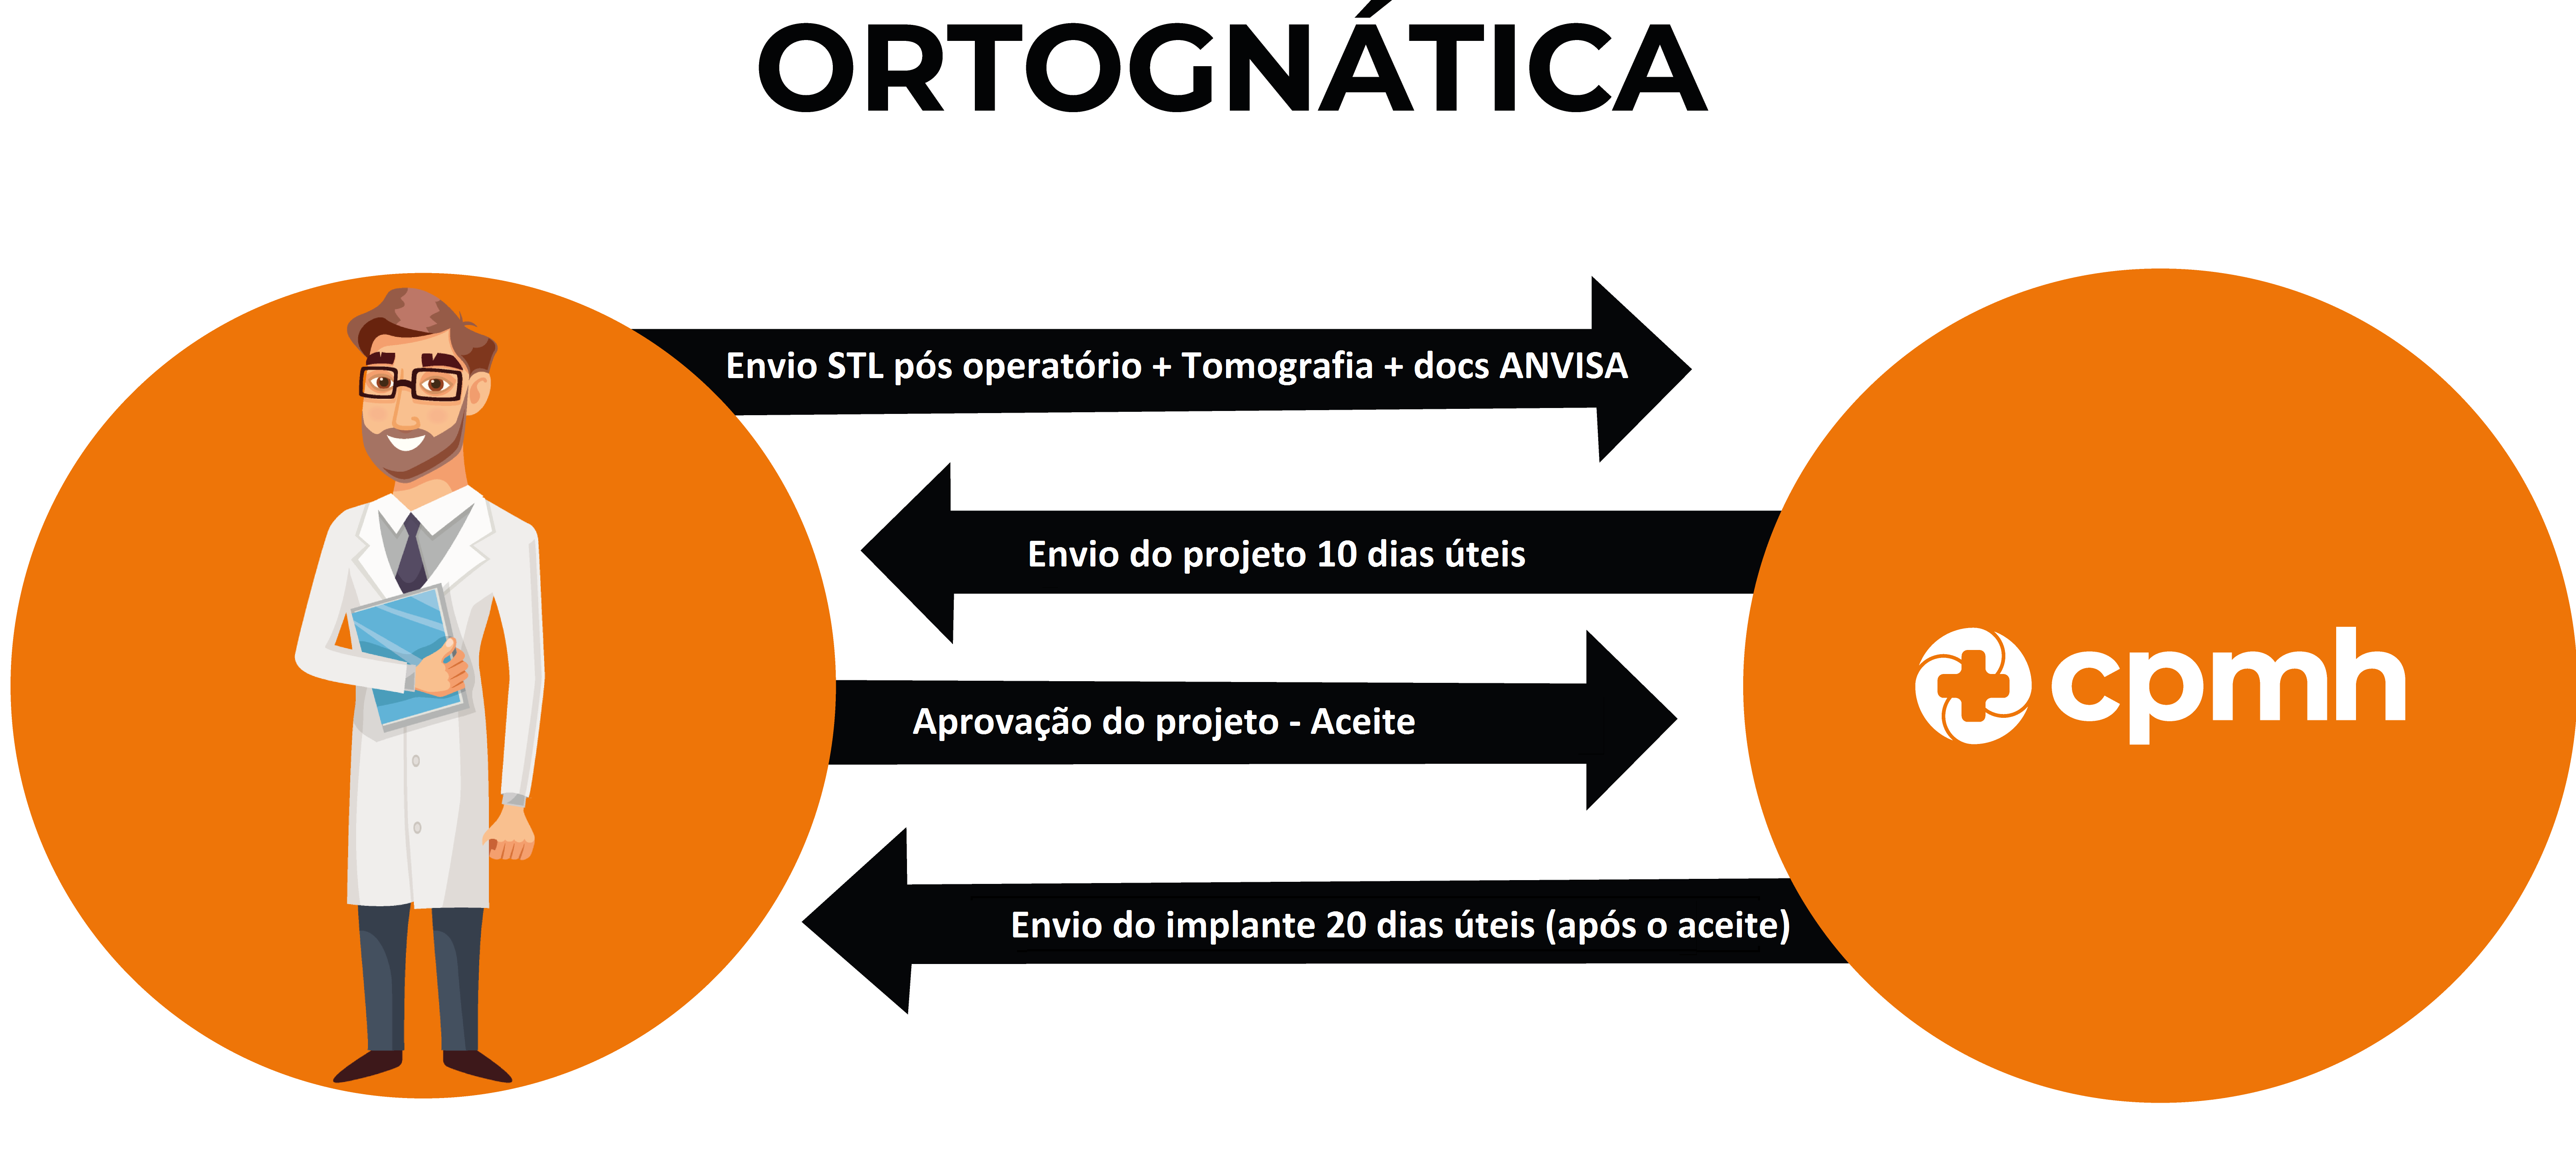 ORTOGNÁTICA
Envio STL pós operatório + Tomografia + docs ANVISA
Envio do projeto 10 dias úteis
Aprovação do projeto - Aceite
Envio do implante 20 dias úteis (após o aceite)
cpmh